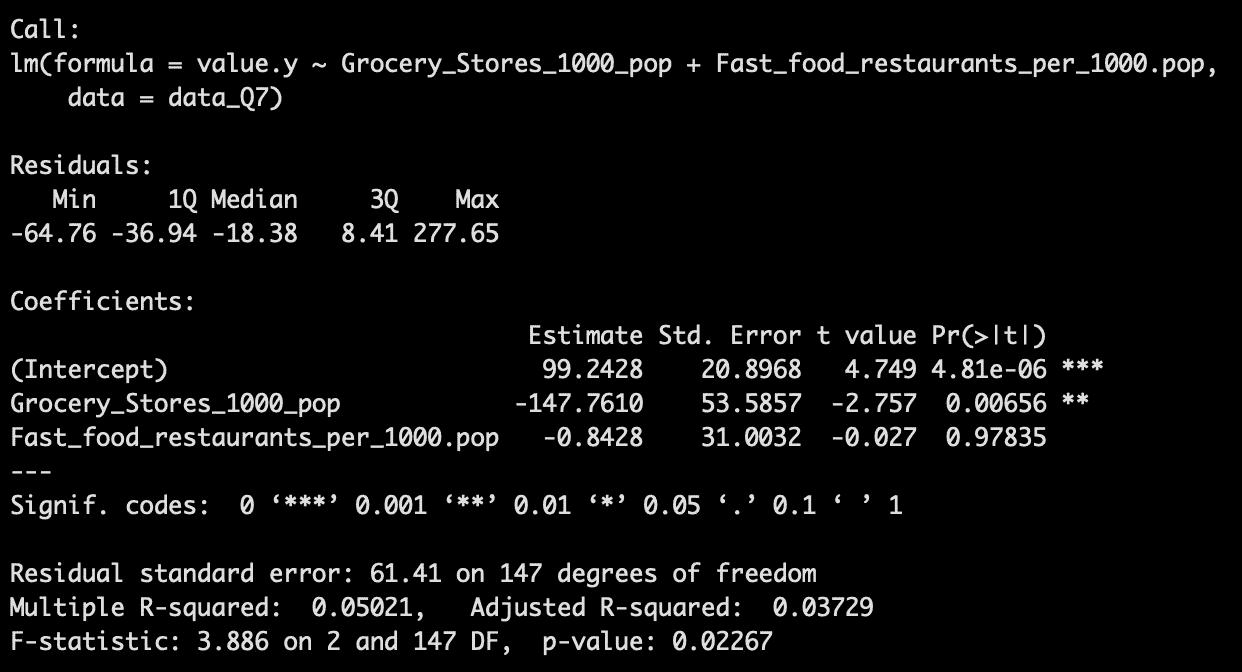 Call:
lm(formula = value.y ~ Grocery_Stores_1000_pop + Fast_food_restaurants_per_1000.pop,
    data = data_Q7)

Residuals:
   Min     1Q Median     3Q    Max
-64.76 -36.94 -18.38   8.41 277.65

Coefficients:
                                    Estimate Std. Error t value Pr(>|t|)
(Intercept)                          99.2428    20.8968   4.749 4.81e-06 ***
Grocery_Stores_1000_pop            -147.7610    53.5857  -2.757  0.00656 **
Fast_food_restaurants_per_1000.pop   -0.8428    31.0032  -0.027  0.97835
---
Signif. codes:  0 ‘***’ 0.001 ‘**’ 0.01 ‘*’ 0.05 ‘.’ 0.1 ‘ ’ 1

Residual standard error: 61.41 on 147 degrees of freedom
Multiple R-squared:  0.05021,	Adjusted R-squared:  0.03729
F-statistic: 3.886 on 2 and 147 DF,  p-value: 0.02267